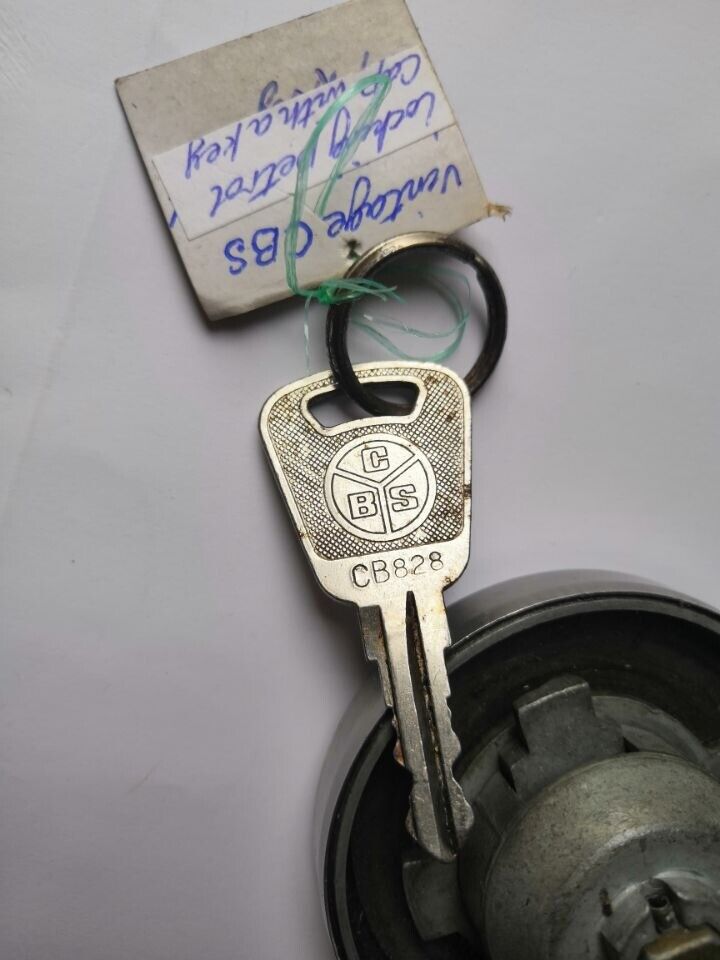 Vintage CBS
Locking petrol
Cap, with a key
C
B S
CB828